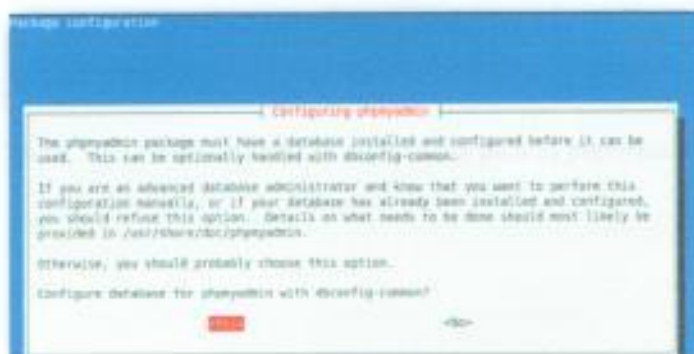 Package configuration
Configuring phpmyadmin
The phpmyadmin package must have a database installed and configured before it can be
used. This can be optionally handled with dbconfig-common.
If you are an advanced database administrator and know that you want to perform this
configuration manually, or if your database has already been installed and configured,
you should refuse this option. Details on what needs to be done should most likely be
provided in /usr/share/doc/phpmyadmin.
Otherwise, you should probably choose this option.
Configure database for phpmyadmin with dbconfig-common?
<No>